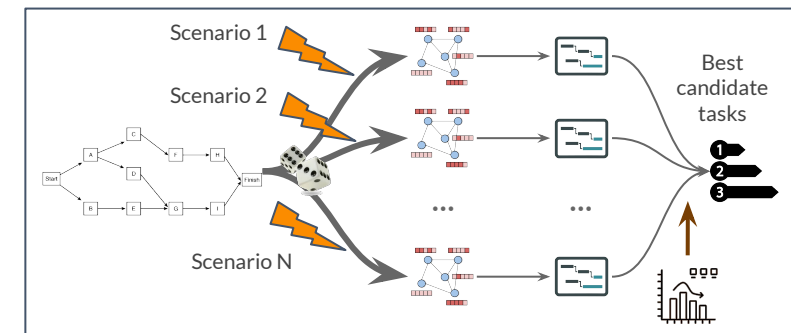 Scenario 1
Scenario 2
Scenario N
Start
A
B
C
D
E
F
G
H
I
Finish
...
...
Best
candidate
tasks
1
2
3